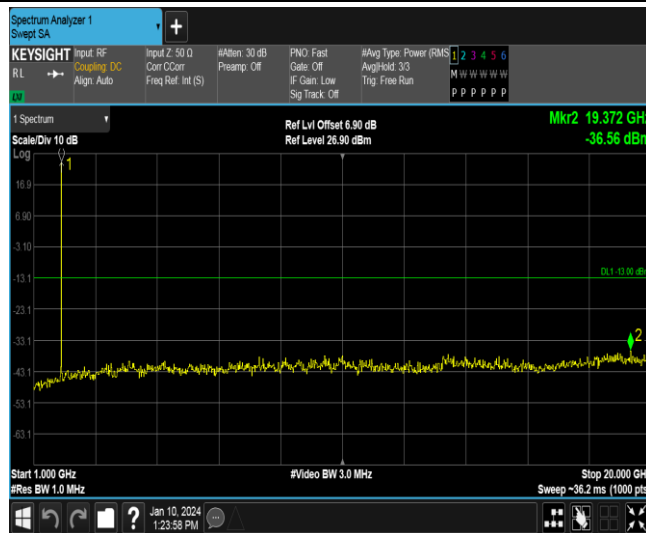 Spectrum Analyzer 1
Swept SA
+
KEYSIGHT
RL
LV
Input: RF
Coupling: DC
Align: Auto
Input Z: 50 Ω
Corr CCorr
Freq Ref: Int (S)
#Atten: 30 dB
Preamp: Off
PNO: Fast
Gate: Off
IF Gain: Low
Sig Track: Off
#Avg Type: Power (RMS
Avg|Hold: 3/3
Trig: Free Run
1 2 3 4 5 6
M W W W W W
P P P P P P
1 Spectrum
Scale/Div 10 dB
Log
Ref Lvl Offset 6.90 dB
Ref Level 26.90 dBm
Mkr2 19.372 GHz
-36.56 dBm
1
16.9
6.90
-3.10
-13.1
DL1 -13.00 dBm
-23.1
-33.1
2
-43.1
-53.1
-63.1
Start 1.000 GHz
#Video BW 3.0 MHz
Stop 20.000 GHz
#Res BW 1.0 MHz
Sweep ~36.2 ms (1000 pts)
?
Jan 10, 2024
1:23:58 PM